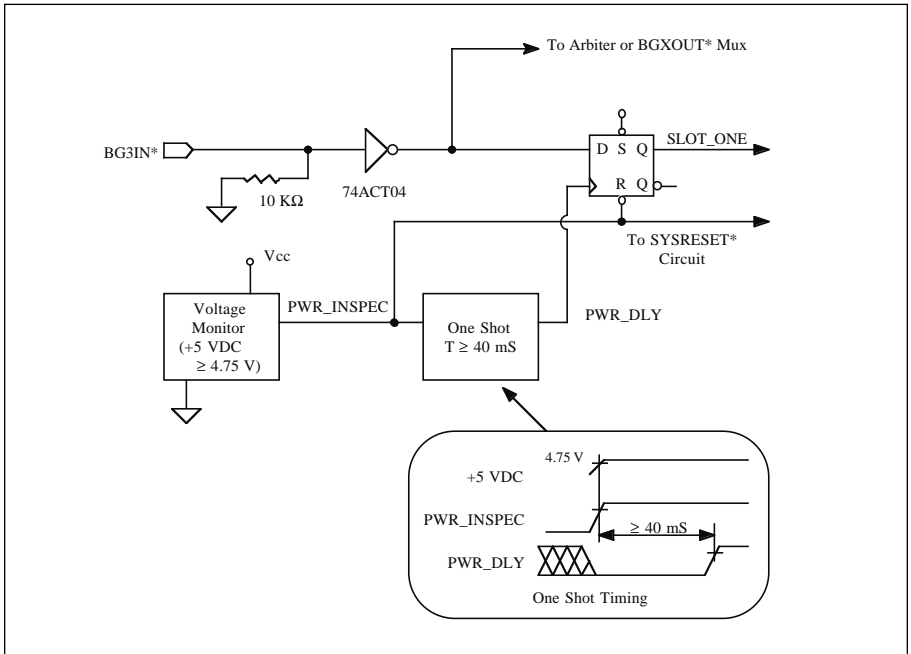 To Arbiter or BGXOUT* Mux
BG3IN*
10 KΩ
74ACT04
D S Q
R Q
SLOT_ONE
To SYSRESET*
Circuit
Vcc
Voltage
Monitor
(+5 VDC
≥ 4.75 V)
PWR_INSPEC
One Shot
T ≥ 40 mS
PWR_DLY
4.75 V
+5 VDC
PWR_INSPEC
≥ 40 mS
PWR_DLY
One Shot Timing